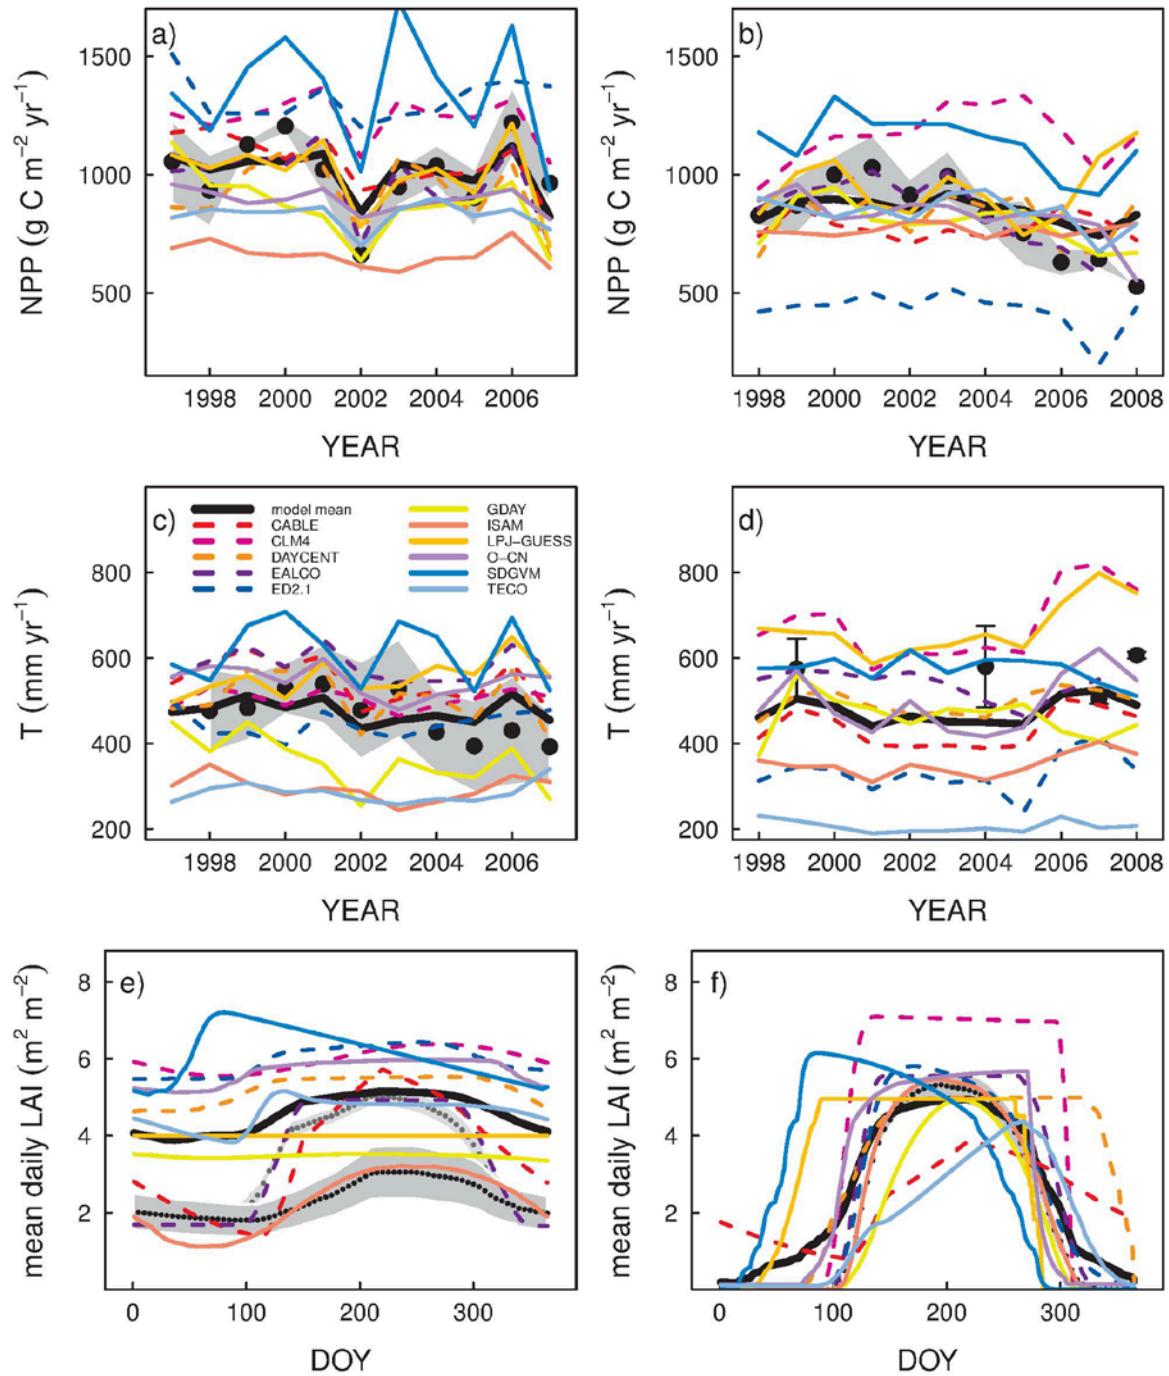 a)
b)
1500
1000
500
NPP (g C m⁻² yr⁻¹)
1998 2000 2002 2004 2006
YEAR
1500
1000
500
NPP (g C m⁻² yr⁻¹)
1998 2000 2002 2004 2006 2008
YEAR
c)
model mean
CABLE
CLM4
DAYCENT
EALCO
ED2.1
GDAY
ISAM
LPJ-GUESS
O-CN
SDGVM
TECO
800
600
400
200
T (mm yr⁻¹)
1998 2000 2002 2004 2006
YEAR
d)
800
600
400
200
T (mm yr⁻¹)
1998 2000 2002 2004 2006 2008
YEAR
e)
8
6
4
2
mean daily LAI (m² m⁻²)
0 100 200 300
DOY
f)
8
6
4
2
mean daily LAI (m² m⁻²)
0 100 200 300
DOY